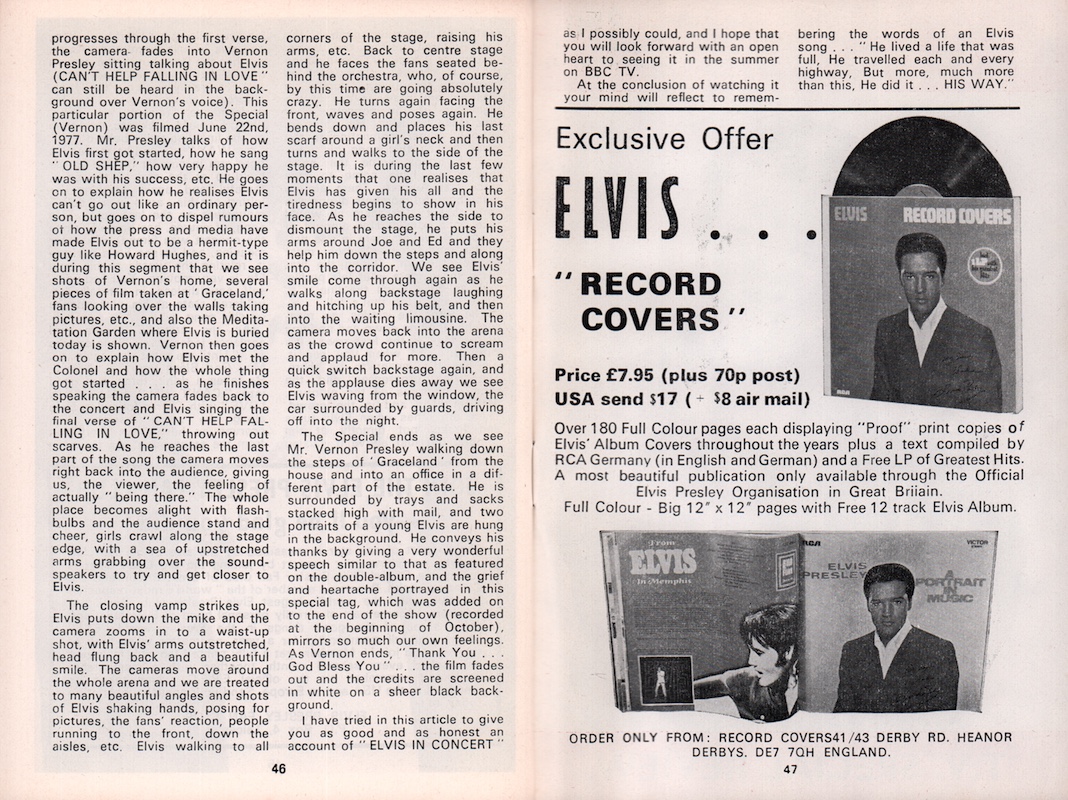 progresses through the first verse,
the camera fades into Vernon
Presley sitting talking about Elvis
(CAN'T HELP FALLING IN LOVE "
can still be heard in the back-
ground over Vernon's voice). This
particular portion of the Special
(Vernon) was filmed June 22nd,
1977. Mr. Presley talks of how
Elvis first got started, how he sang
" OLD SHEP," how very happy he
was with his success, etc. He goes
on to explain how he realises Elvis
can't go out like an ordinary per-
son, but goes on to dispel rumours
of how the press and media have
made Elvis out to be a hermit-type
guy like Howard Hughes, and it is
during this segment that we see
shots of Vernon's home, several
pieces of film taken at ' Graceland,'
fans looking over the walls taking
pictures, etc., and also the Medita-
tation Garden where Elvis is buried
today is shown. Vernon then goes
on to explain how Elvis met the
Colonel and how the whole thing
got started . . . as he finishes
speaking the camera fades back to
the concert and Elvis singing the
final verse of " CAN'T HELP FAL-
LING IN LOVE," throwing out
scarves. As he reaches the last
part of the song the camera moves
right back into the audience, giving
us, the viewer, the feeling of
actually " being there." The whole
place becomes alight with flash-
bulbs and the audience stand and
cheer, girls crawl along the stage
edge, with a sea of upstretched
arms grabbing over the sound-
speakers to try and get closer to
Elvis.
The closing vamp strikes up,
Elvis puts down the mike and the
camera zooms in to a waist-up
shot, with Elvis' arms outstretched,
head flung back and a beautiful
smile. The cameras move around
the whole arena and we are treated
to many beautiful angles and shots
of Elvis shaking hands, posing for
pictures, the fans' reaction, people
running to the front, down the
aisles, etc. Elvis walking to all
corners of the stage, raising his
arms, etc. Back to centre stage
and he faces the fans seated be-
hind the orchestra, who, of course,
by this time are going absolutely
crazy. He turns again facing the
front, waves and poses again. He
bends down and places his last
scarf around a girl's neck and then
turns and walks to the side of the
stage. It is during the last few
moments that one realises that
Elvis has given his all and the
tiredness begins to show in his
face. As he reaches the side to
dismount the stage, he puts his
arms around Joe and Ed and they
help him down the steps and along
into the corridor. We see Elvis'
smile come through again as he
walks along backstage laughing
and hitching up his belt, and then
into the waiting limousine. The
camera moves back into the arena
as the crowd continue to scream
and applaud for more. Then a
quick switch backstage again, and
as the applause dies away we see
Elvis waving from the window, the
car surrounded by guards, driving
off into the night.
The Special ends as we see
Mr. Vernon Presley walking down
the steps of ' Graceland ' from the
house and into an office in a dif-
ferent part of the estate. He is
surrounded by trays and sacks
stacked high with mail, and two
portraits of a young Elvis are hung
in the background. He conveys his
thanks by giving a very wonderful
speech similar to that as featured
on the double-album, and the grief
and heartache portrayed in this
special tag, which was added on
to the end of the show (recorded
at the beginning of October),
mirrors so much our own feelings.
As Vernon ends, " Thank You . . .
God Bless You " . . . the film fades
out and the credits are screened
in white on a sheer black back-
ground.
I have tried in this article to give
you as good and as honest an
account of " ELVIS IN CONCERT "
46
as I possibly could, and I hope that
you will look forward with an open
heart to seeing it in the summer
on BBC TV.
At the conclusion of watching it
your mind will reflect to remem-
bering the words of an Elvis
song . . . " He lived a life that was
full, He travelled each and every
highway, But more, much more
than this, He did it . . . HIS WAY."
Exclusive Offer
ELVIS . . .
" RECORD
COVERS "
Price £7.95 (plus 70p post)
USA send $17 ( + $8 air mail)
ELVIS RECORD COVERS
RCA
Over 180 Full Colour pages each displaying "Proof" print copies of
Elvis' Album Covers throughout the years plus a text compiled by
RCA Germany (in English and German) and a Free LP of Greatest Hits.
A most beautiful publication only available through the Official
Elvis Presley Organisation in Great Briiain.
Full Colour - Big 12" x 12" pages with Free 12 track Elvis Album.
From
ELVIS
In Memphis
RCA
VICTOR
ELVIS
PRESLEY
A
PORTRAIT
IN
MUSIC
ORDER ONLY FROM: RECORD COVERS41/43 DERBY RD. HEANOR
DERBYS. DE7 7QH ENGLAND.
47